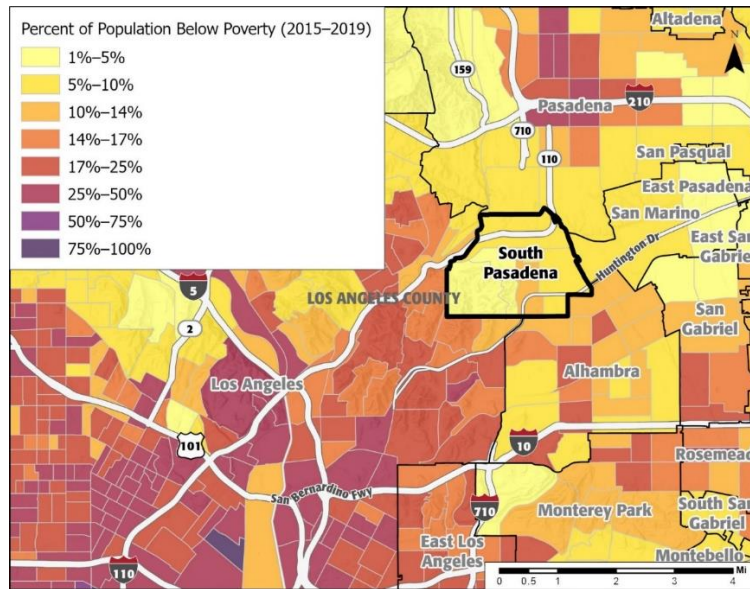 Percent of Population Below Poverty (2015–2019)
1%–5%
5%–10%
10%–14%
14%–17%
17%–25%
25%–50%
50%–75%
75%–100%
Altadena
N
159
Pasadena
210
710
110
San Pasqual
East Pasadena
San Marino
South
Pasadena
Huntington Dr
East San
Gabriel
5
LOS ANGELES COUNTY
2
San
Gabriel
Los Angeles
Alhambra
101
10
Rosemead
San Bernardino Fwy
710
Monterey Park
South San
Gabriel
East Los
Angeles
Montebello
110
Mi
0 0.5 1 2 3 4